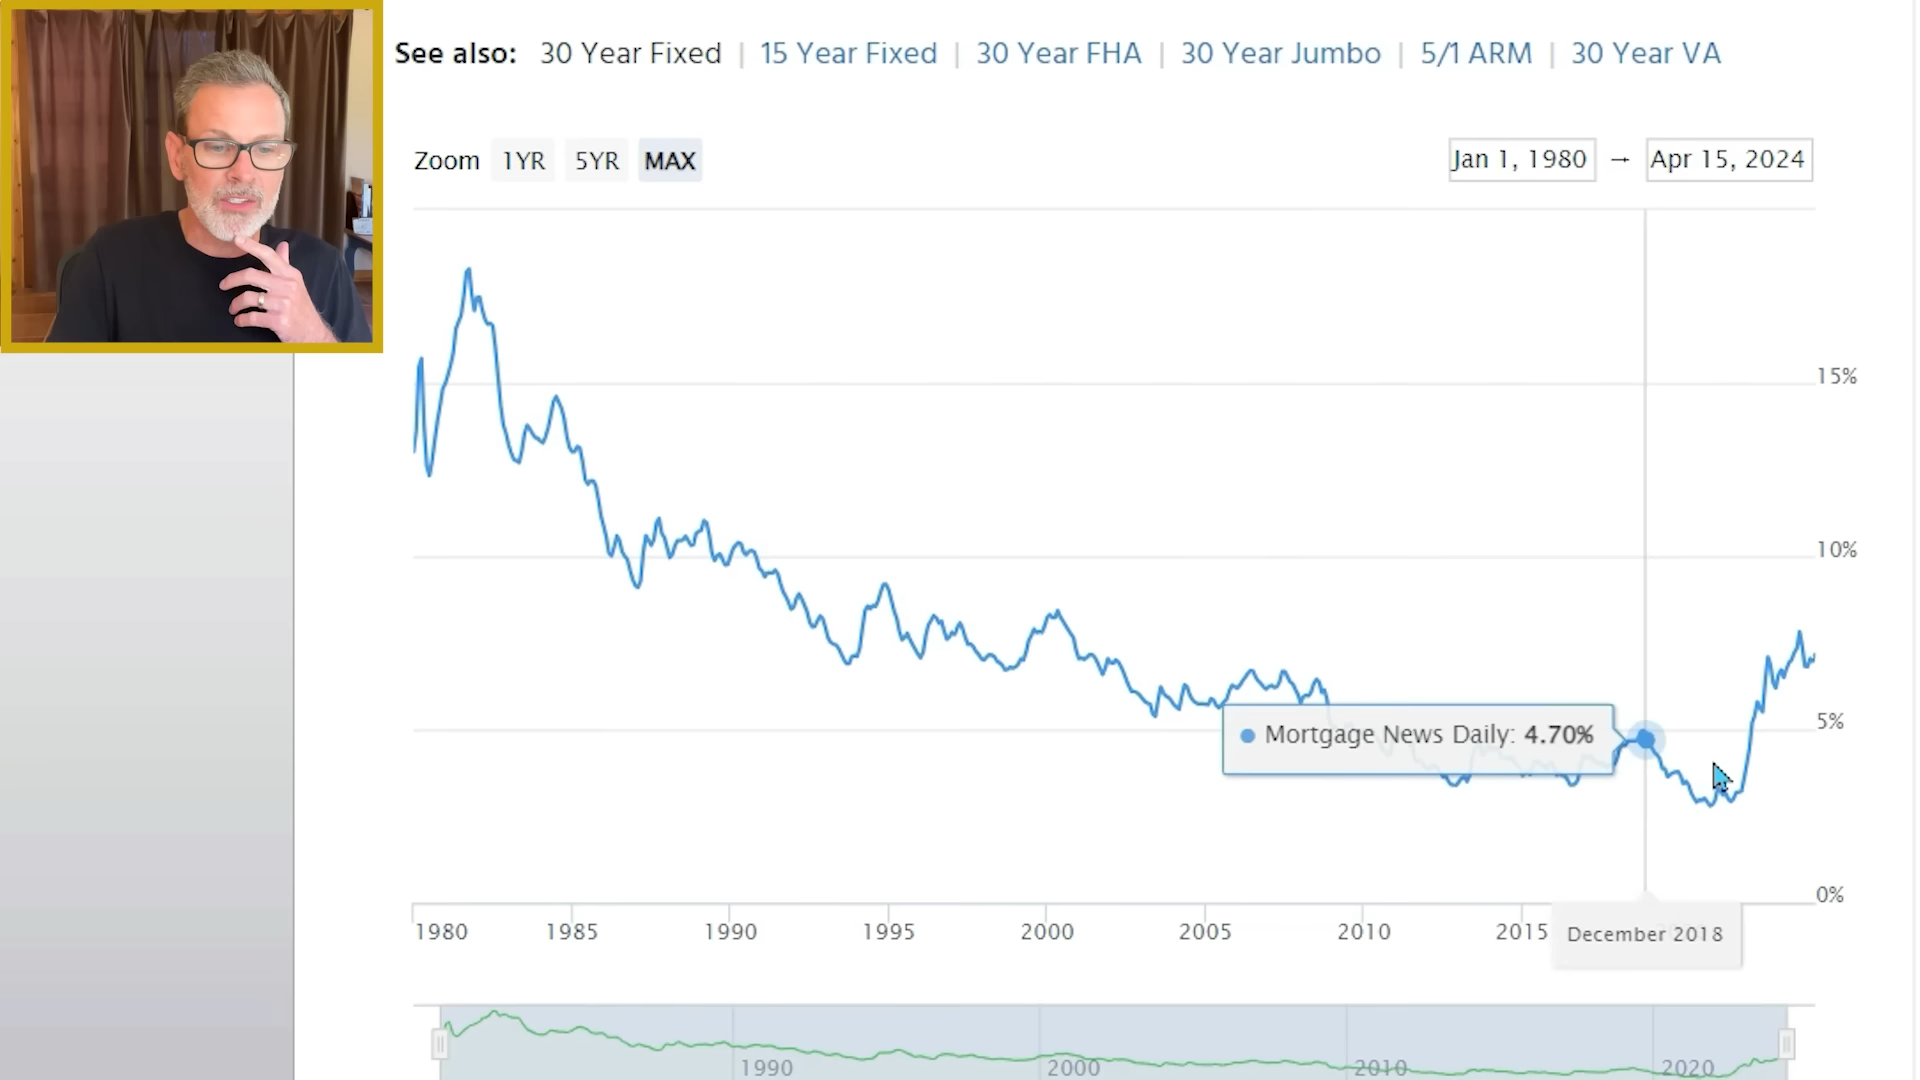 See also: 30 Year Fixed | 15 Year Fixed | 30 Year FHA | 30 Year Jumbo | 5/1 ARM | 30 Year VA
Zoom 1YR 5YR MAX Jan 1, 1980 → Apr 15, 2024
15%
10%
5%
Mortgage News Daily: 4.70%
0%
1980 1985 1990 1995 2000 2005 2010 2015 December 2018
1990 2000 2010 2020